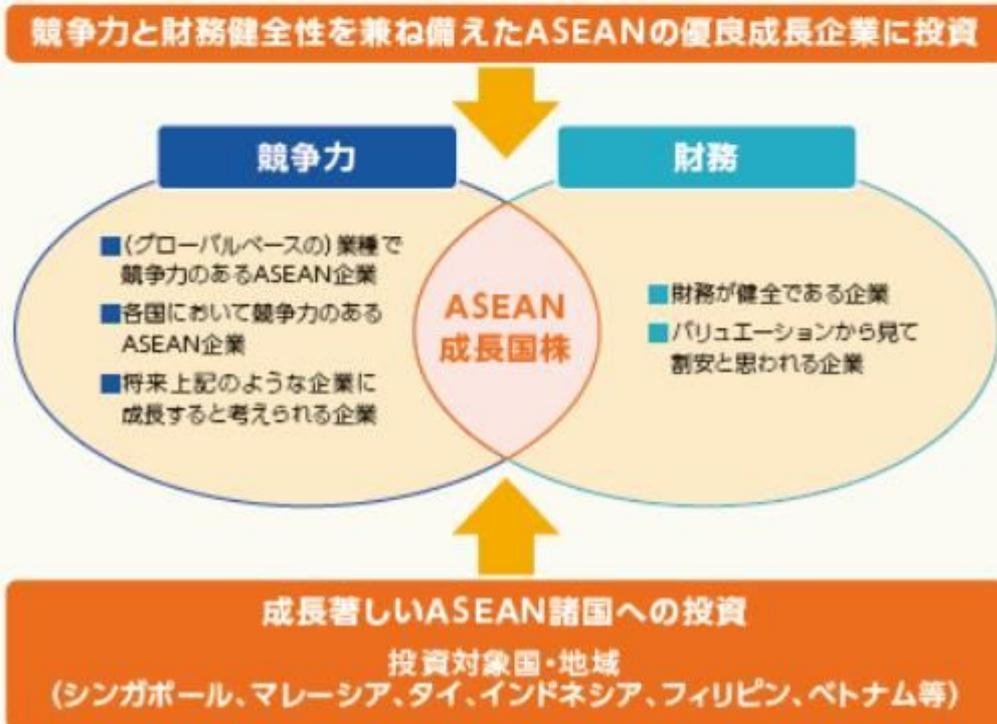 競争力と財務健全性を兼ね備えたASEANの優良成長企業に投資
競争力
財務
■(グローバルベースの)業種で
競争力のあるASEAN企業
■各国において競争力のある
ASEAN企業
■将来上記のような企業に
成長すると考えられる企業
ASEAN
成長国株
■財務が健全である企業
■バリュエーションから見て
割安と思われる企業
成長著しいASEAN諸国への投資
投資対象国・地域
(シンガポール、マレーシア、タイ、インドネシア、フィリピン、ベトナム等)